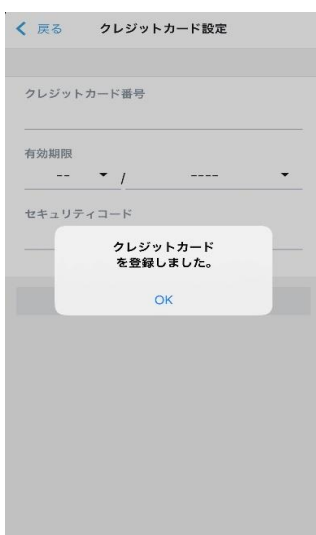 戻る クレジットカード設定
クレジットカード番号
有効期限
-- / ----
セキュリティコード
クレジットカード
を登録しました。
OK